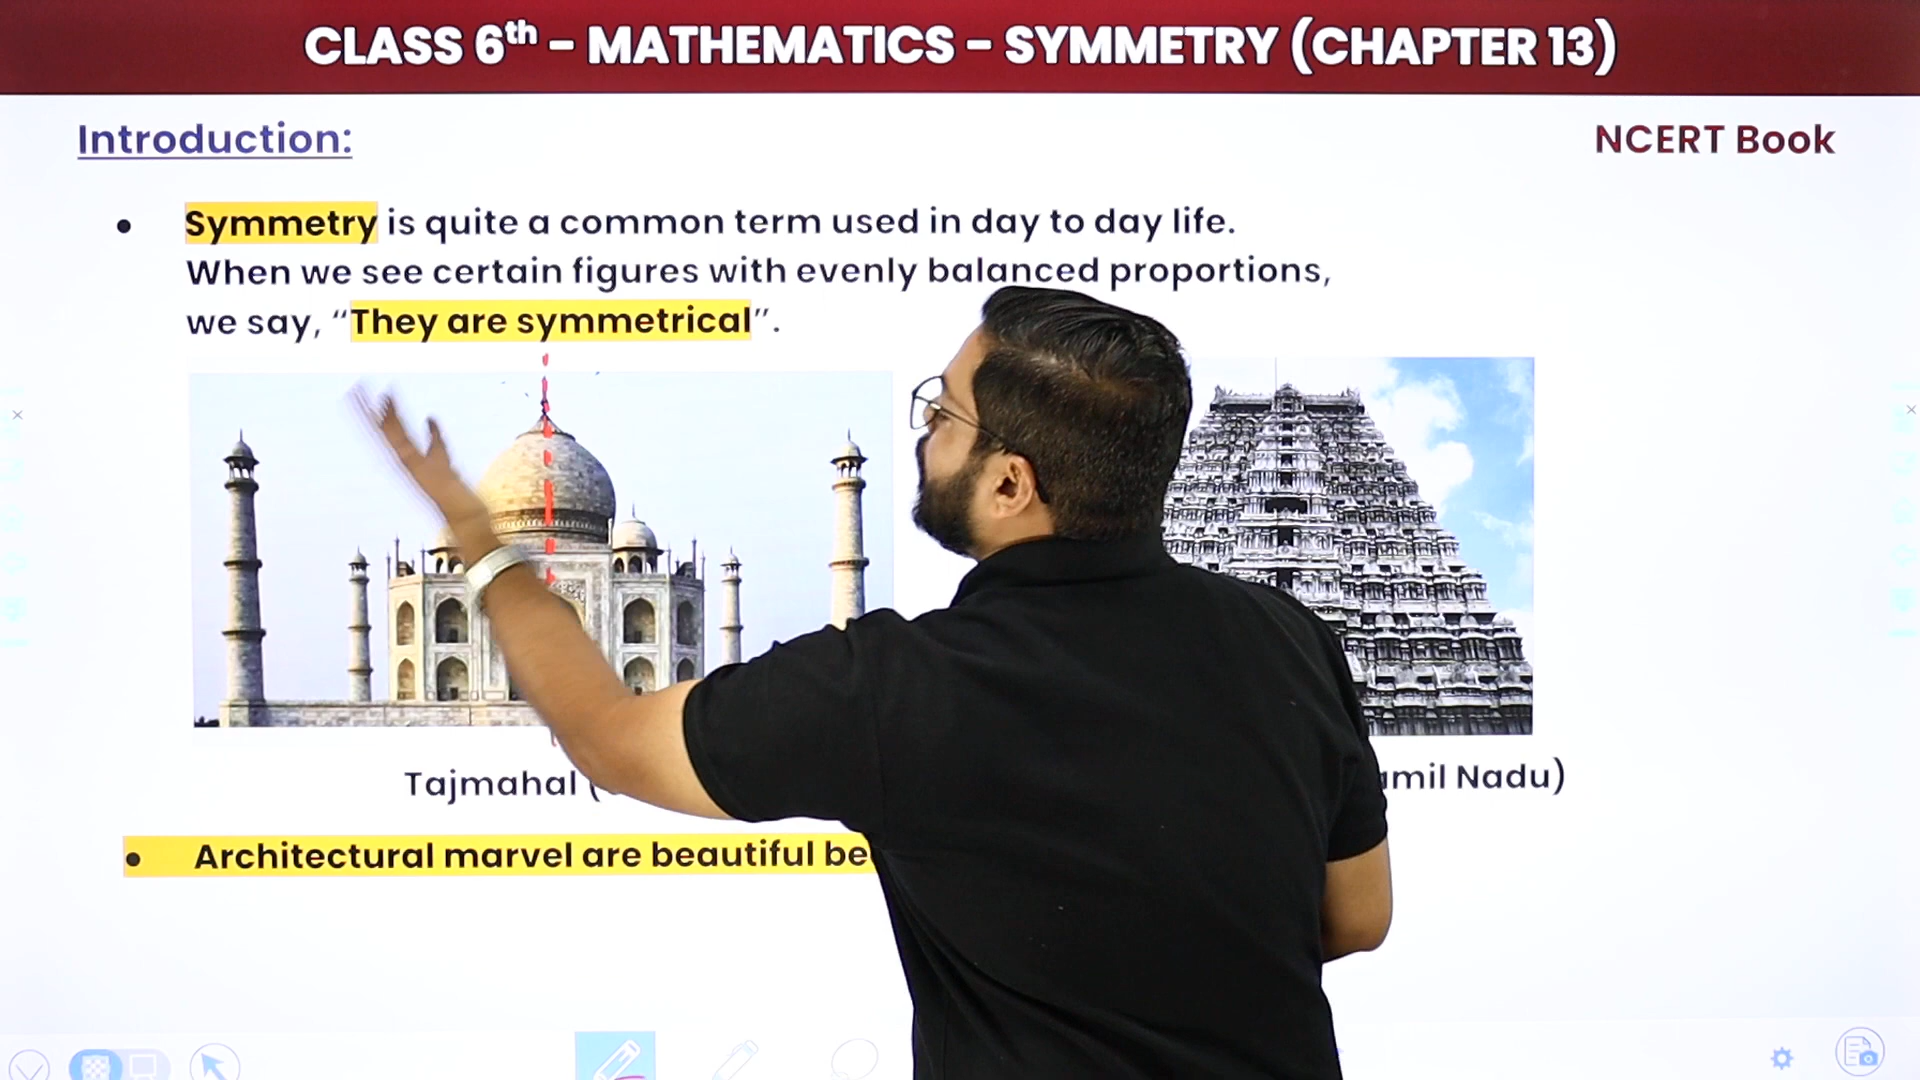 CLASS 6th - MATHEMATICS - SYMMETRY (CHAPTER 13)
Introduction:
NCERT Book
• Symmetry is quite a common term used in day to day life.
When we see certain figures with evenly balanced proportions,
we say, “They are symmetrical”.
Tajmahal (
Nadu)
• Architectural marvel are beautiful